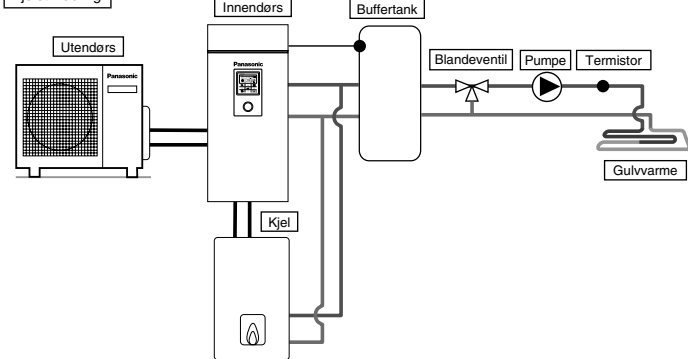 Innendørs
Buffertank
Utendørs
Blandeventil
Pumpe
Termistor
Panasonic
Panasonic
Gulvvarme
Kjel